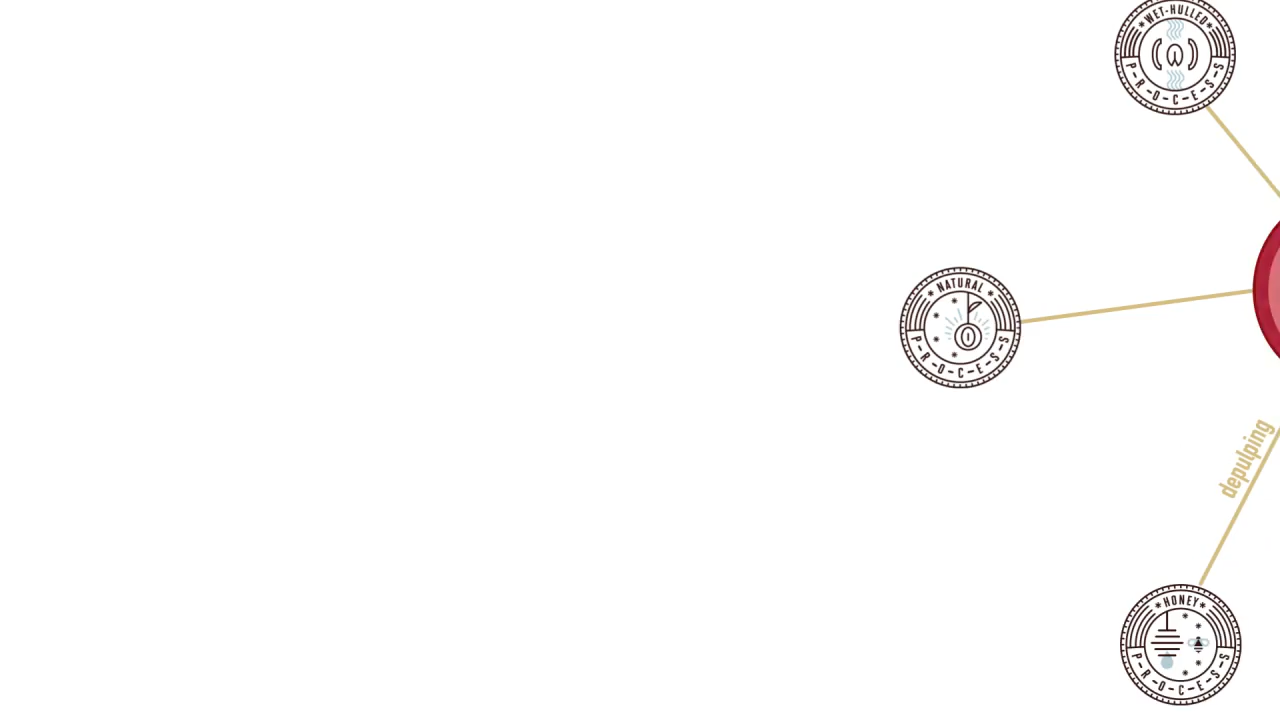 WET-HULLED
P-R-O-C-E-S-S
NATURAL
P-R-O-C-E-S-S
depulping
HONEY
P-R-O-C-E-S-S